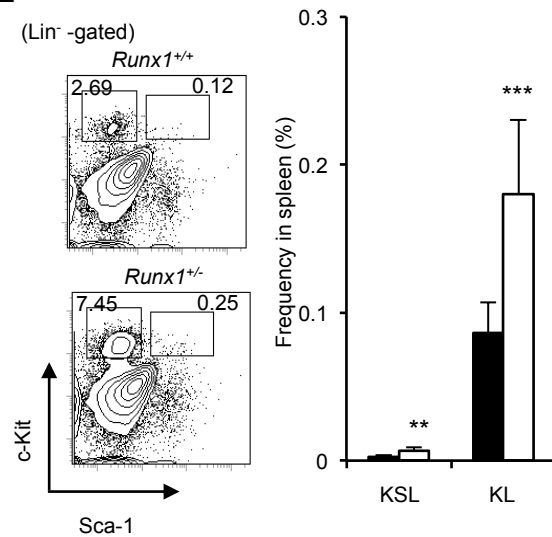 (Lin⁻ -gated)
Runx1+/+
2.69 0.12
Runx1+/-
7.45 0.25
c-Kit
Sca-1
Frequency in spleen (%)
0.3
0.2
0.1
0
***
**
KSL KL